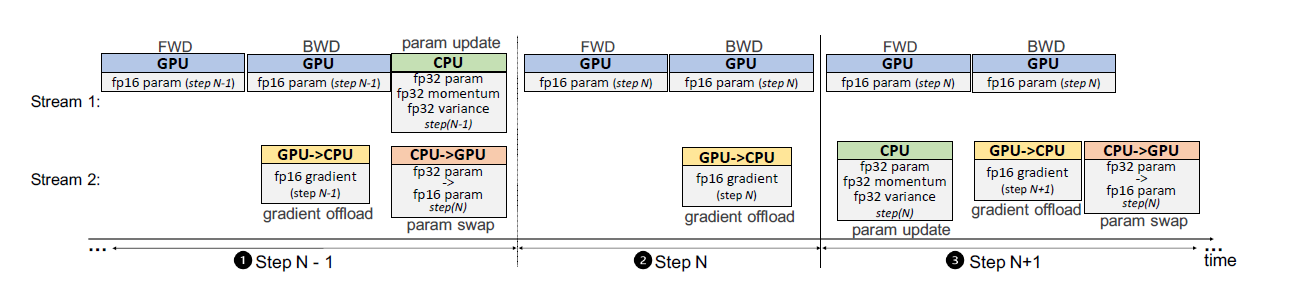 FWD
BWD
param update
FWD
BWD
FWD
BWD
GPU
GPU
CPU
GPU
GPU
GPU
GPU
Stream 1:
fp16 param (step N-1)
fp16 param (step N-1)
fp32 param
fp32 momentum
fp32 variance
step(N-1)
fp16 param (step N)
fp16 param (step N)
fp16 param (step N)
fp16 param (step N)
Stream 2:
GPU->CPU
fp16 gradient
(step N-1)
gradient offload
CPU->GPU
fp32 param
->
fp16 param
step(N)
param swap
GPU->CPU
fp16 gradient
(step N)
gradient offload
CPU
fp32 param
fp32 momentum
fp32 variance
step(N)
param update
GPU->CPU
fp16 gradient
(step N+1)
gradient offload
CPU->GPU
fp32 param
->
fp16 param
step(N)
param swap
...
...
1 Step N - 1
2 Step N
3 Step N+1
time